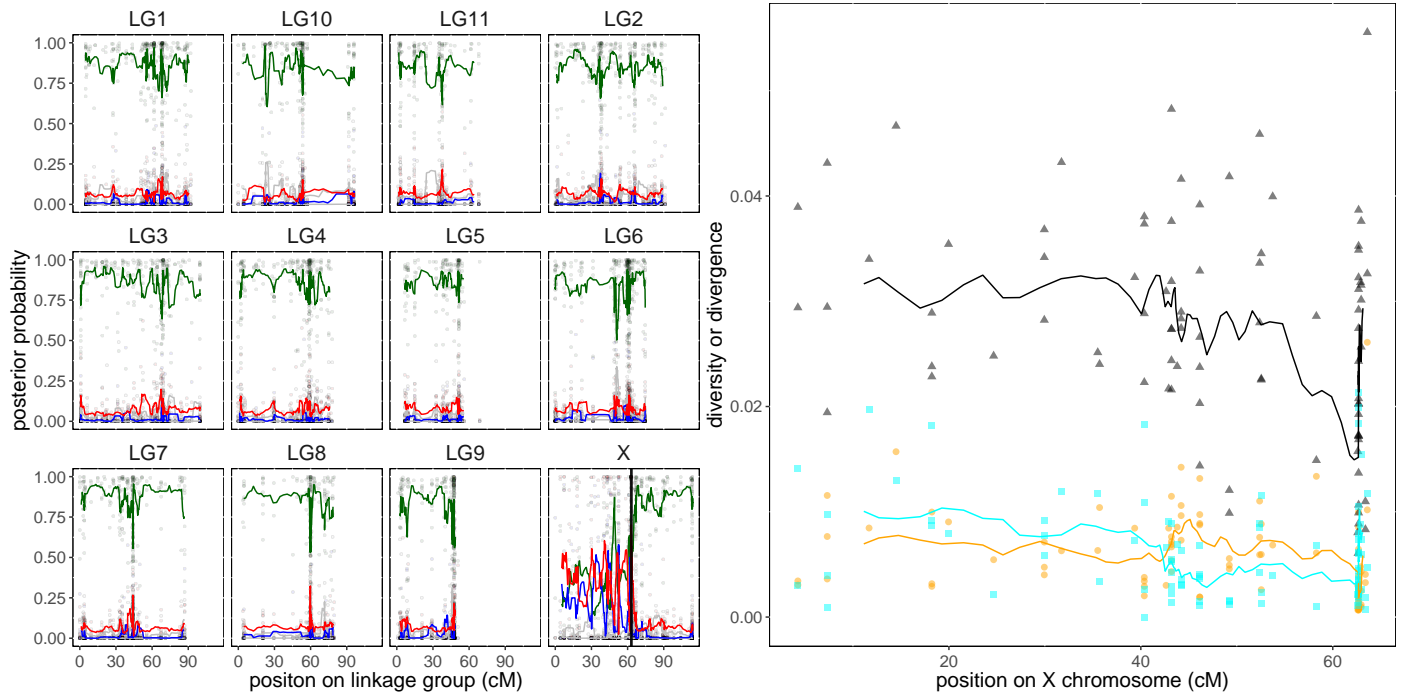 LG1 LG10 LG11 LG2
1.00
0.75
0.50
0.25
0.00
LG3 LG4 LG5 LG6
1.00
0.75
0.50
0.25
0.00
LG7 LG8 LG9 X
1.00
0.75
0.50
0.25
0.00
0 30 60 90 0 30 60 90 0 30 60 90 0 30 60 90
positon on linkage group (cM)
posterior probability
diversity or divergence
0.04
0.02
0.00
20 40 60
position on X chromosome (cM)